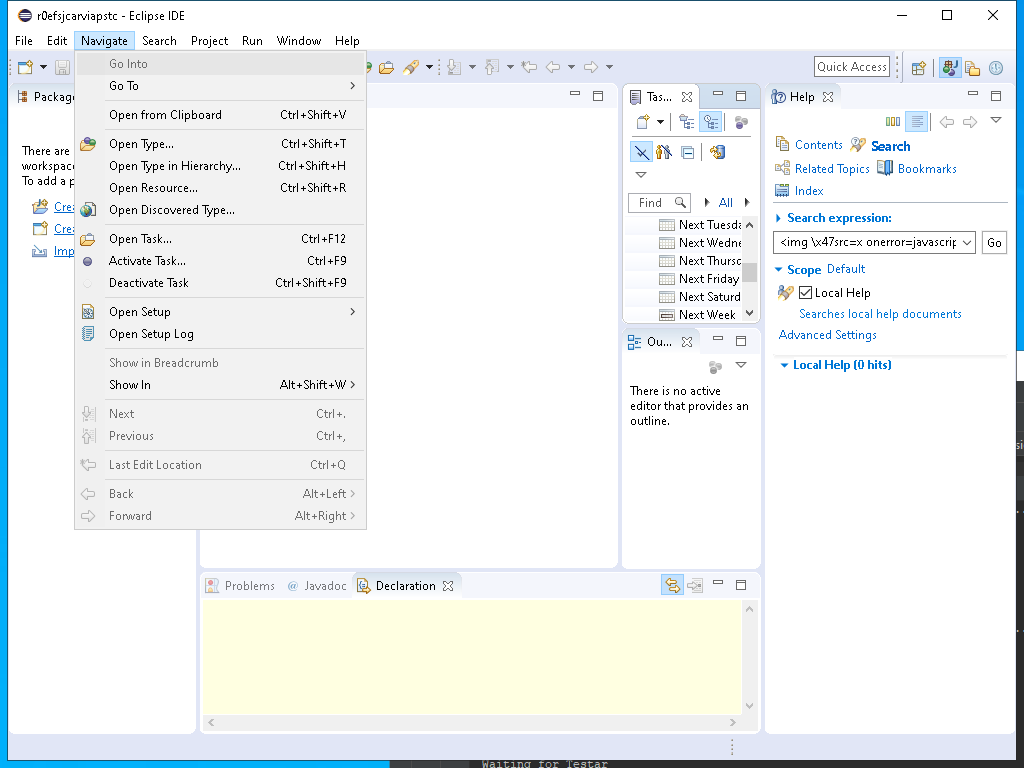 r0efsjcarviapstc - Eclipse IDE
File Edit Navigate Search Project Run Window Help
Quick Access
Go Into
Go To
Open from Clipboard Ctrl+Shift+V
Open Type... Ctrl+Shift+T
Open Type in Hierarchy... Ctrl+Shift+H
Open Resource... Ctrl+Shift+R
Open Discovered Type...
Open Task... Ctrl+F12
Activate Task... Ctrl+F9
Deactivate Task Ctrl+Shift+F9
Open Setup
Open Setup Log
Show in Breadcrumb
Show In Alt+Shift+W
Next Ctrl+.
Previous Ctrl+,
Last Edit Location Ctrl+Q
Back Alt+Left
Forward Alt+Right
Packag
There are
workspac
To add a p
Crea
Crea
Imp
Tas...
Find All
Next Tuesda
Next Wedne
Next Thursc
Next Friday
Next Saturd
Next Week
Ou...
There is no active
editor that provides an
outline.
Help
Contents Search
Related Topics Bookmarks
Index
Search expression:
<img \x47src=x onerror=javascrip Go
Scope Default
Local Help
Searches local help documents
Advanced Settings
Local Help (0 hits)
Problems @ Javadoc Declaration
Waiting for Testar